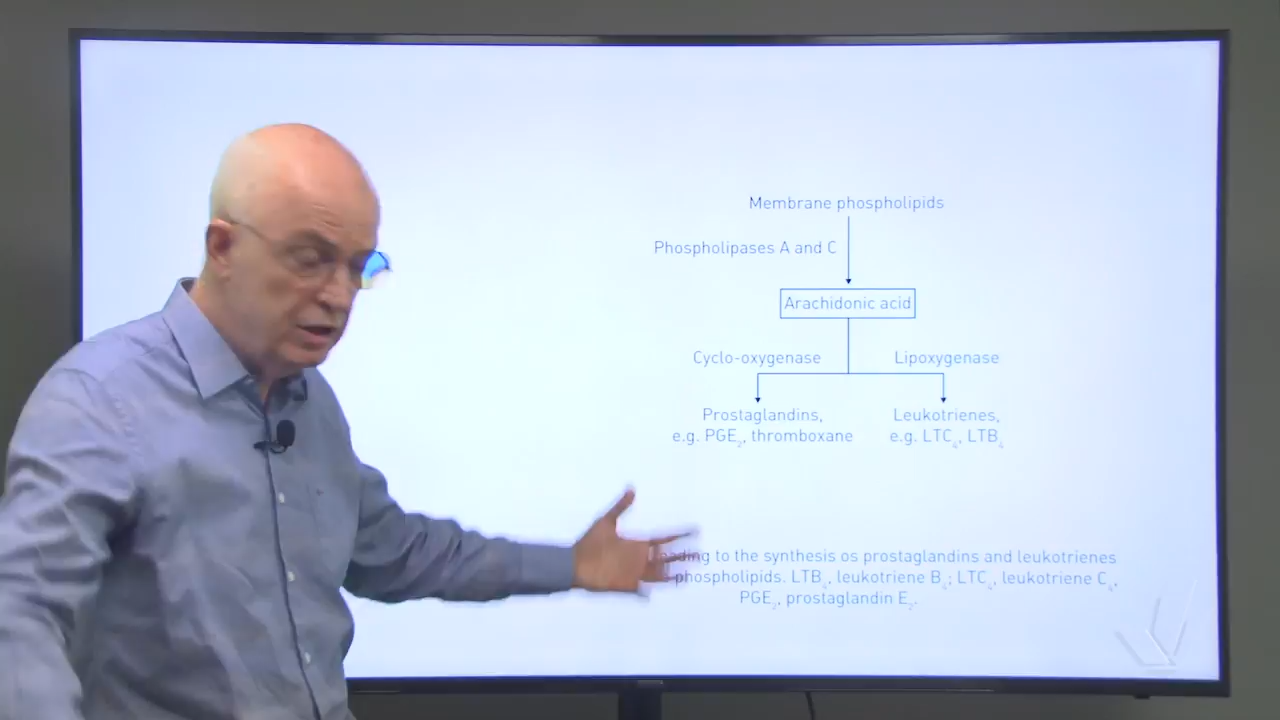 Membrane phospholipids
Phospholipases A and C
Arachidonic acid
Cyclo-oxygenase Lipoxygenase
Prostaglandins, Leukotrienes,
e.g. PGE₂, thromboxane e.g. LTC₄, LTB₄
to the synthesis os prostaglandins and leukotrienes
phospholipids. LTB₄, leukotriene B₄; LTC₄, leukotriene C₄,
PGE₂, prostaglandin E₂.